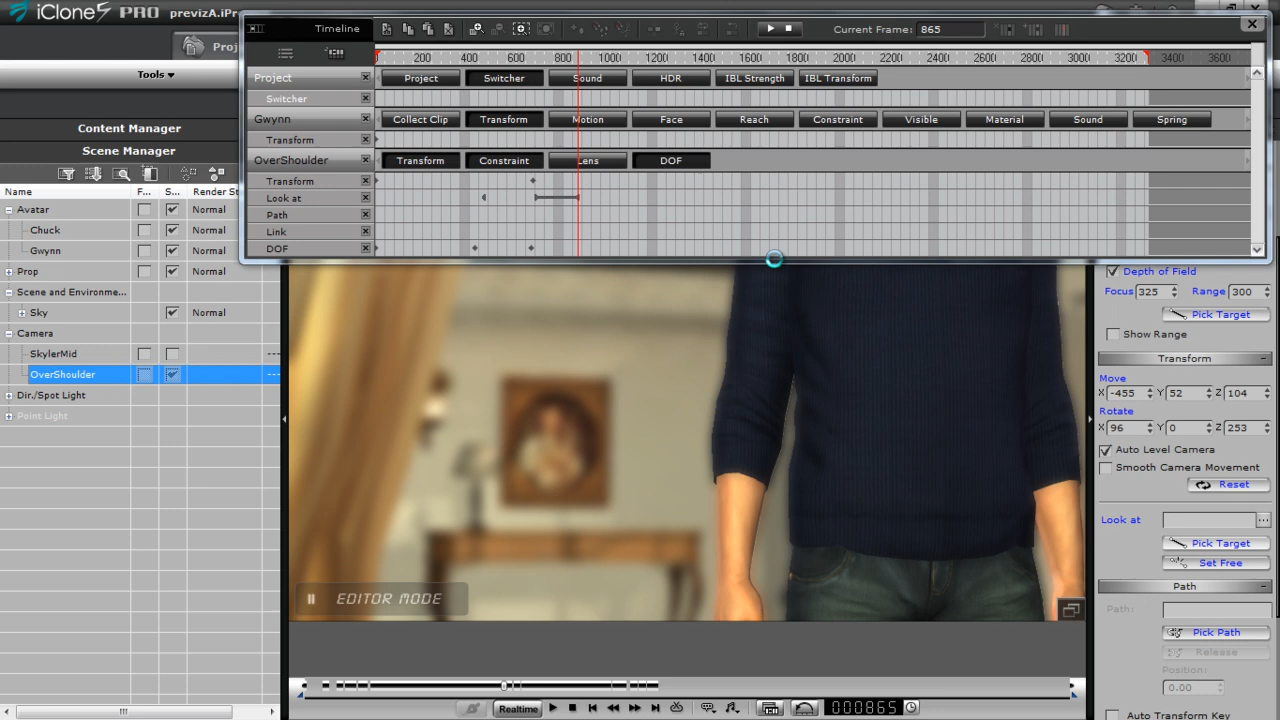 iClone5 PRO previzA.iPr
Proj
Tools
Content Manager
Scene Manager
Name F... S... Render St
Avatar Normal
Chuck Normal
Gwynn Normal
Prop Normal
Scene and Environme...
Sky Normal
Camera
SkylerMid ---
OverShoulder ---
Dir./Spot Light
Point Light
Timeline
Current Frame: 865
200 400 600 800 1000 1200 1400 1600 1800 2000 2200 2400 2600 2800 3000 3200 3400 3600
Project Project Switcher Sound HDR IBL Strength IBL Transform
Switcher
Gwynn Collect Clip Transform Motion Face Reach Constraint Visible Material Sound Spring
Transform
OverShoulder Transform Constraint Lens DOF
Transform
Look at
Path
Link
DOF
EDITOR MODE
Realtime
000865
Depth of Field
Focus 325 Range 300
Pick Target
Show Range
Transform
Move
X -455 Y 52 Z 104
Rotate
X 96 Y 0 Z 253
Auto Level Camera
Smooth Camera Movement
Reset
Look at ...
Pick Target
Set Free
Path
Path:
Pick Path
Release
Position:
0.00
Auto Transform Key